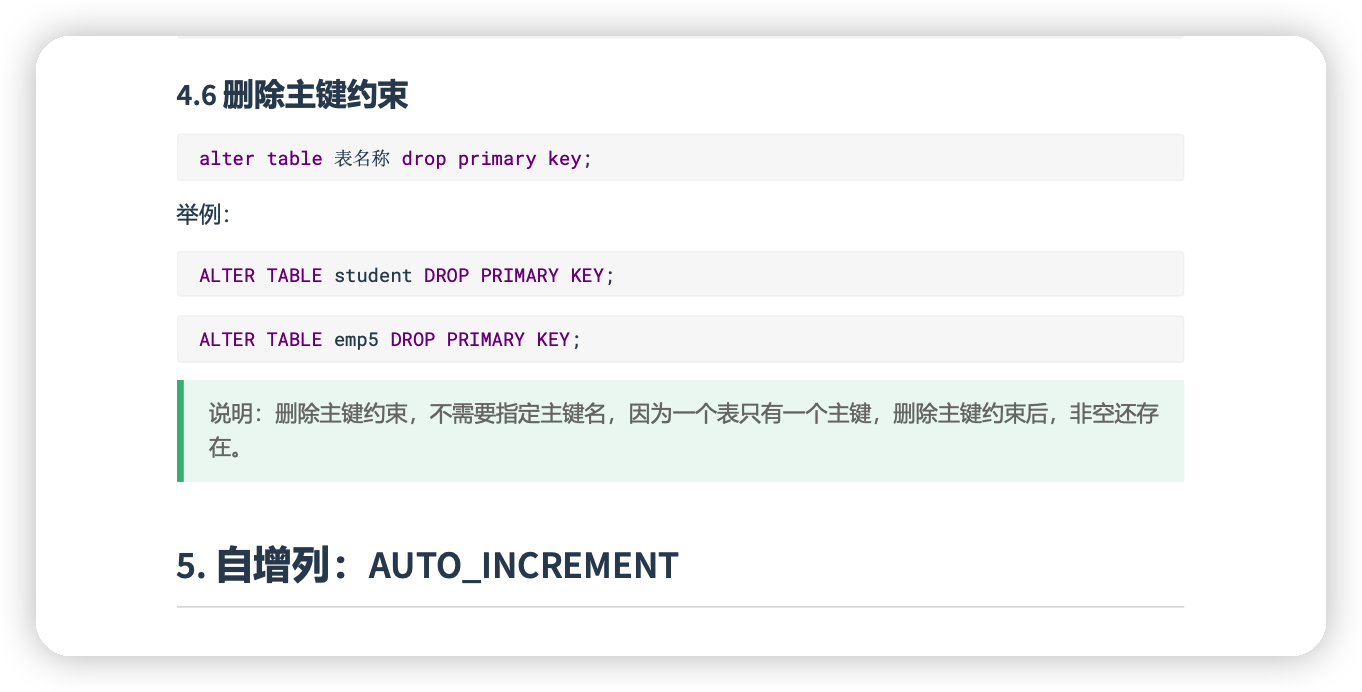 4.6 删除主键约束
alter table 表名称 drop primary key;
举例：
ALTER TABLE student DROP PRIMARY KEY;
ALTER TABLE emp5 DROP PRIMARY KEY;
说明：删除主键约束，不需要指定主键名，因为一个表只有一个主键，删除主键约束后，非空还存
在。
5. 自增列：AUTO_INCREMENT